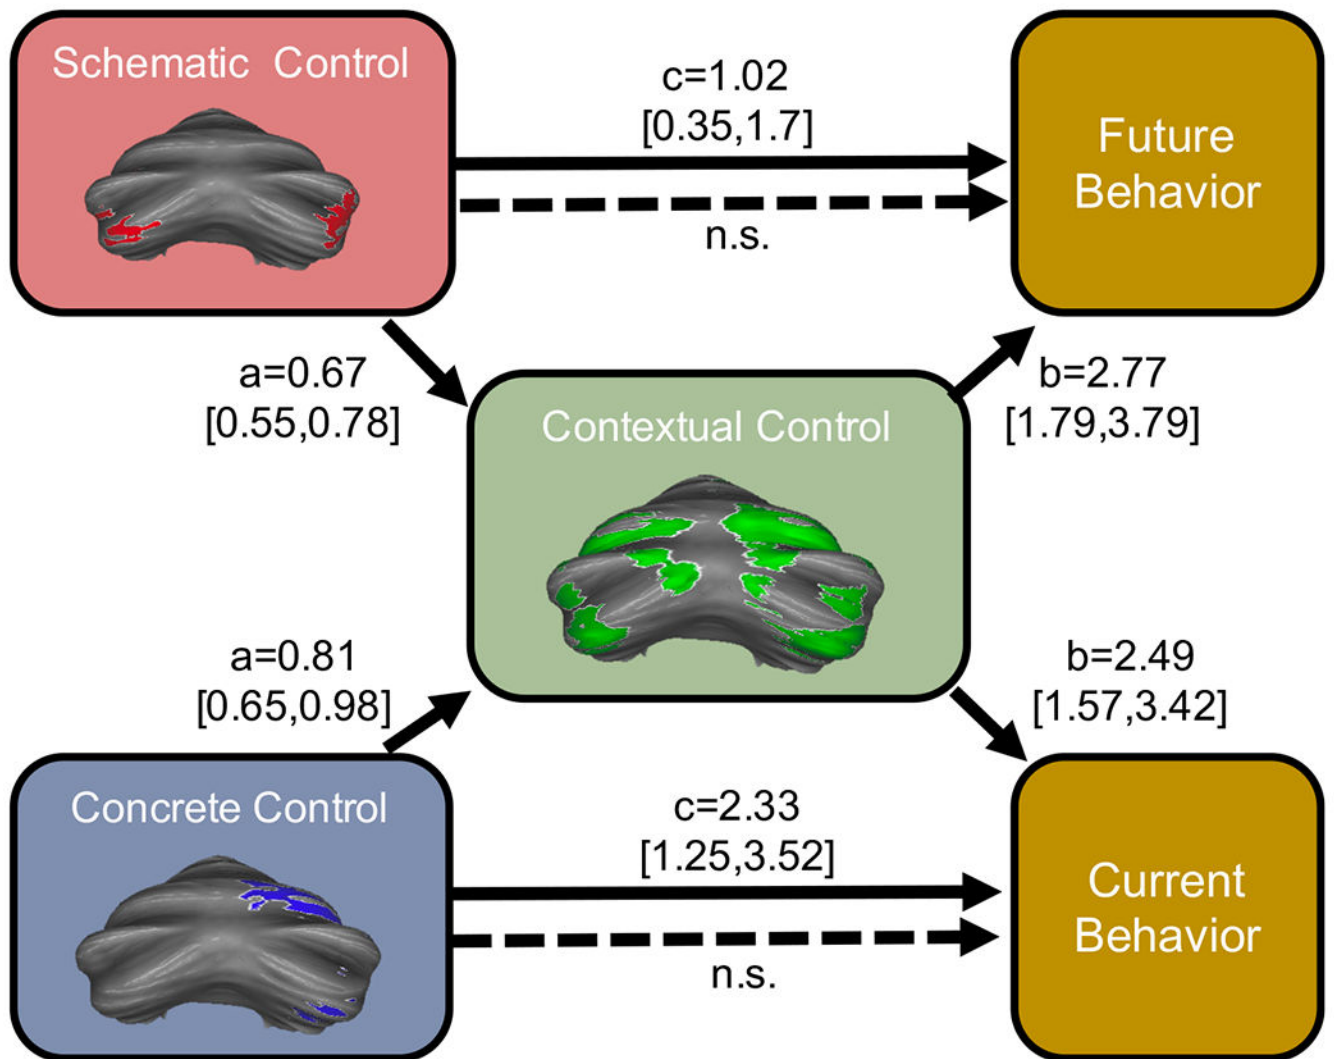 Schematic Control
c=1.02
[0.35,1.7]
n.s.
Future
Behavior
a=0.67
[0.55,0.78]
Contextual Control
b=2.77
[1.79,3.79]
a=0.81
[0.65,0.98]
b=2.49
[1.57,3.42]
Concrete Control
c=2.33
[1.25,3.52]
n.s.
Current
Behavior